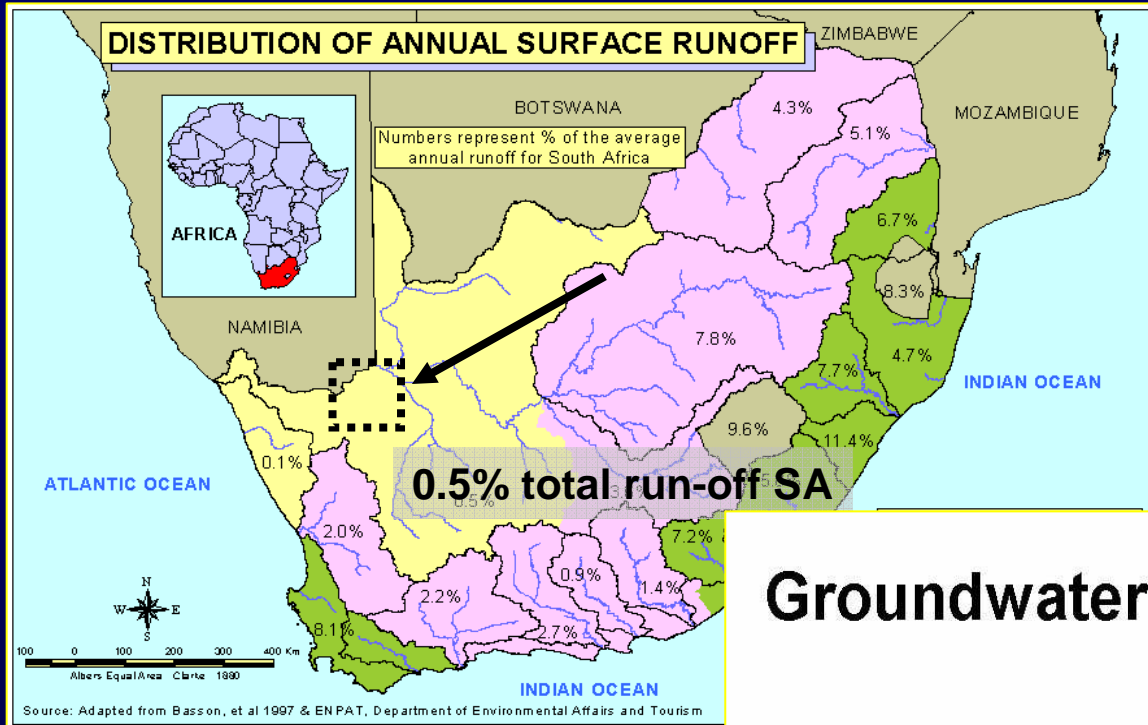 DISTRIBUTION OF ANNUAL SURFACE RUNOFF
ZIMBABWE
BOTSWANA
MOZAMBIQUE
Numbers represent % of the average
annual runoff for South Africa
4.3%
5.1%
AFRICA
6.7%
8.3%
NAMIBIA
7.8%
4.7%
7.7%
INDIAN OCEAN
9.6%
11.4%
0.1%
ATLANTIC OCEAN
0.5% total run-off SA
0.5%
2.0%
7.2%
0.9%
1.4%
2.2%
2.7%
8.1%
Groundwater
N
W E
S
100 0 100 200 300 400 Km
Albers Equal Area Clarke 1880
INDIAN OCEAN
Source: Adapted from Basson, et al 1997 & ENPAT, Department of Environmental Affairs and Tourism